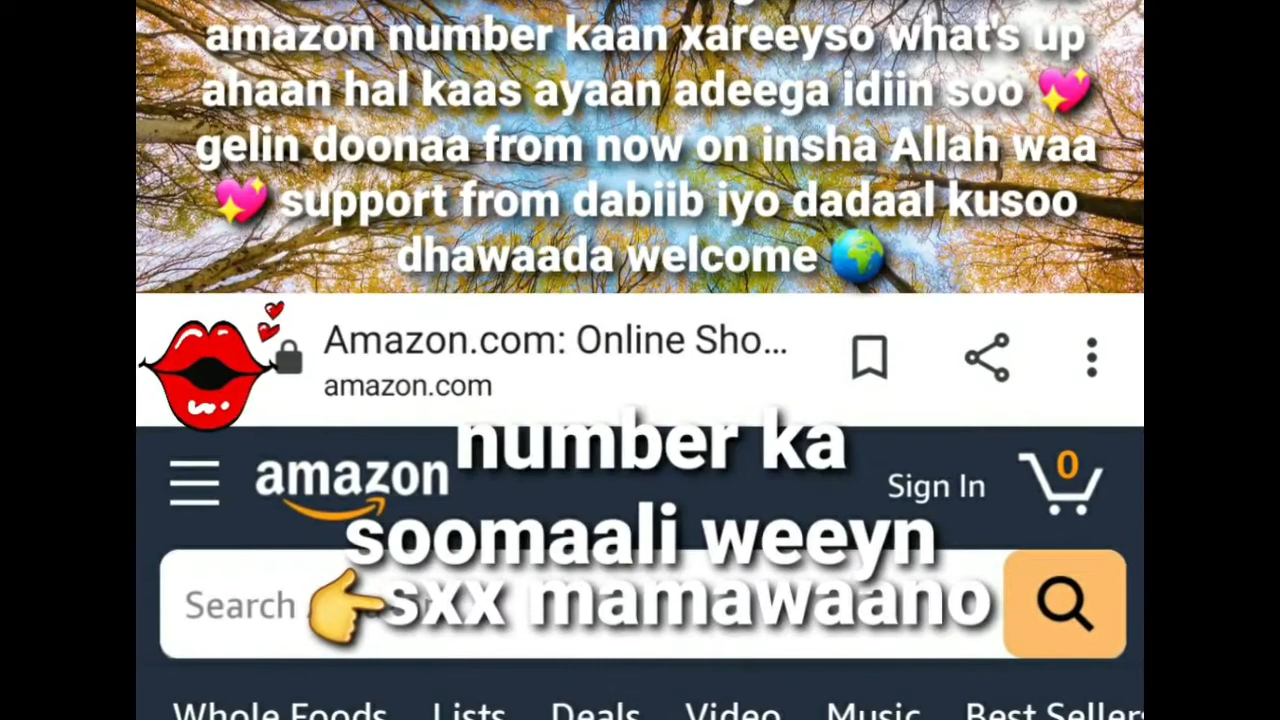 amazon number kaan xareeyso what's up
ahaan hal kaas ayaan adeega idiin soo 💖
gelin doonaa from now on insha Allah waa
💖 support from dabiib iyo dadaal kusoo
dhawaada welcome 🌍
Amazon.com: Online Sho...
amazon.com
number ka
amazon
Sign In
0
soomaali weeyn
Search
👉sxx mamawaano
Whole Foods Lists Deals Video Music Best Sellers